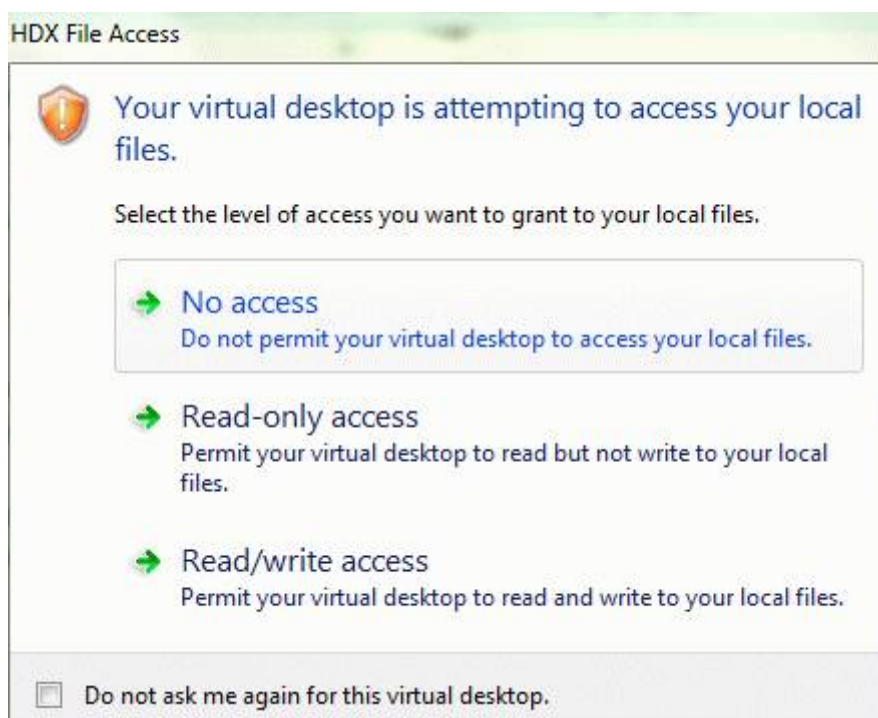 HDX File Access
Your virtual desktop is attempting to access your local
files.
Select the level of access you want to grant to your local files.
No access
Do not permit your virtual desktop to access your local files.
Read-only access
Permit your virtual desktop to read but not write to your local
files.
Read/write access
Permit your virtual desktop to read and write to your local files.
Do not ask me again for this virtual desktop.